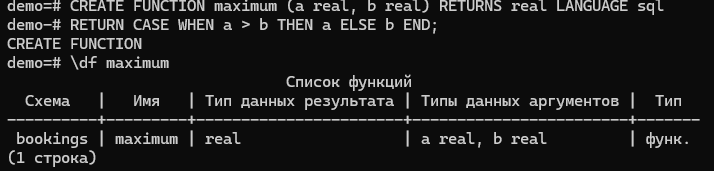 demo=# CREATE FUNCTION maximum (a real, b real) RETURNS real LANGUAGE sql
demo-# RETURN CASE WHEN a > b THEN a ELSE b END;
CREATE FUNCTION
demo=# \df maximum
Список функций
Схема | Имя | Тип данных результата | Типы данных аргументов | Тип
----------+---------+-----------------------+------------------------+-------
bookings | maximum | real | a real, b real | функ.
(1 строка)